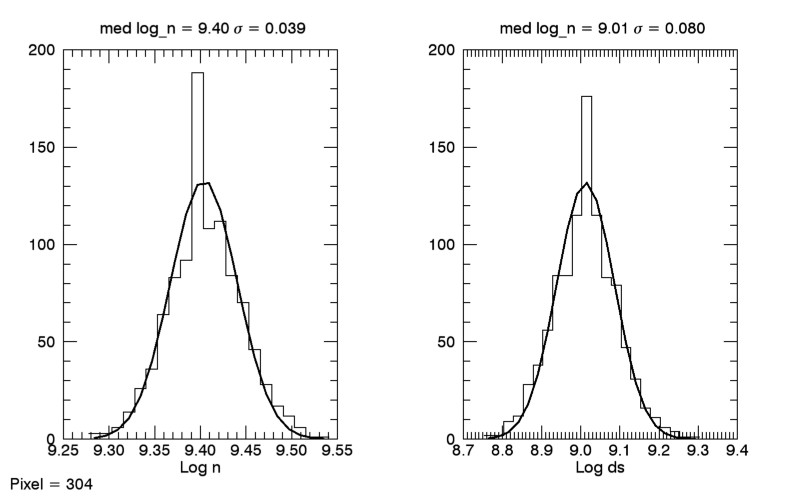 med log_n = 9.40 σ = 0.039
200
150
100
50
0
9.25 9.30 9.35 9.40 9.45 9.50 9.55
Log n
med log_n = 9.01 σ = 0.080
200
150
100
50
0
8.7 8.8 8.9 9.0 9.1 9.2 9.3 9.4
Log ds
Pixel = 304